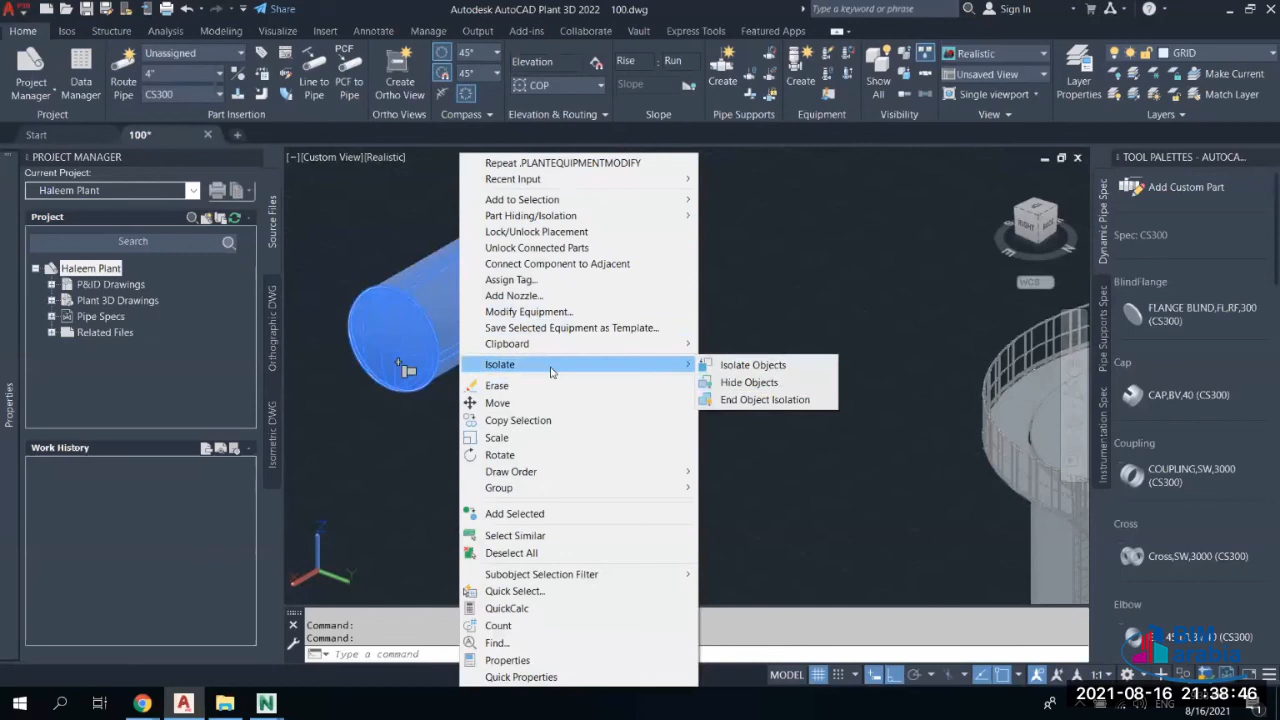 Share
Autodesk AutoCAD Plant 3D 2022 100.dwg
Type a keyword or phrase
Sign In
Home Isos Structure Analysis Modeling Visualize Insert Annotate Manage Output Add-ins Collaborate Vault Express Tools Featured Apps
Project Manager
Data Manager
Project
Route Pipe
Unassigned
4"
CS300
Part Insertion
Line to Pipe
PCF to Pipe
Create Ortho View
Ortho Views
45°
45°
Compass
Elevation
COP
Elevation & Routing
Rise Run
Slope
Slope
Create
Pipe Supports
Create
Equipment
Show All
Visibility
Realistic
Unsaved View
Single viewport
View
Layer Properties
GRID
Make Current
Match Layer
Layers
Start
100*
PROJECT MANAGER
Current Project:
Haleem Plant
Project
Search
Haleem Plant
P&ID Drawings
Plant 3D Drawings
Pipe Specs
Related Files
Work History
Source Files
Orthographic DWG
Isometric DWG
Properties
[−][Custom View][Realistic]
Repeat .PLANTEQUIPMENTMODIFY
Recent Input
Add to Selection
Part Hiding/Isolation
Lock/Unlock Placement
Unlock Connected Parts
Connect Component to Adjacent
Assign Tag...
Add Nozzle...
Modify Equipment...
Save Selected Equipment as Template...
Clipboard
Isolate
Erase
Move
Copy Selection
Scale
Rotate
Draw Order
Group
Add Selected
Select Similar
Deselect All
Subobject Selection Filter
Quick Select...
QuickCalc
Count
Find...
Properties
Quick Properties
Isolate Objects
Hide Objects
End Object Isolation
BACK
WCS
X
Y
Z
Command:
Command:
Type a command
TOOL PALETTES - AUTOCA...
Dynamic Pipe Spec
Pipe Supports Spec
Instrumentation Spec
Add Custom Part
Spec: CS300
BlindFlange
FLANGE BLIND,FL,RF,300 (CS300)
Cap
CAP,BV,40 (CS300)
Coupling
COUPLING,SW,3000 (CS300)
Cross
Cross,SW,3000 (CS300)
Elbow
(CS300)
BIM
arabia
MODEL
1:1
2021-08-16 21:38:46
ENG
8/16/2021